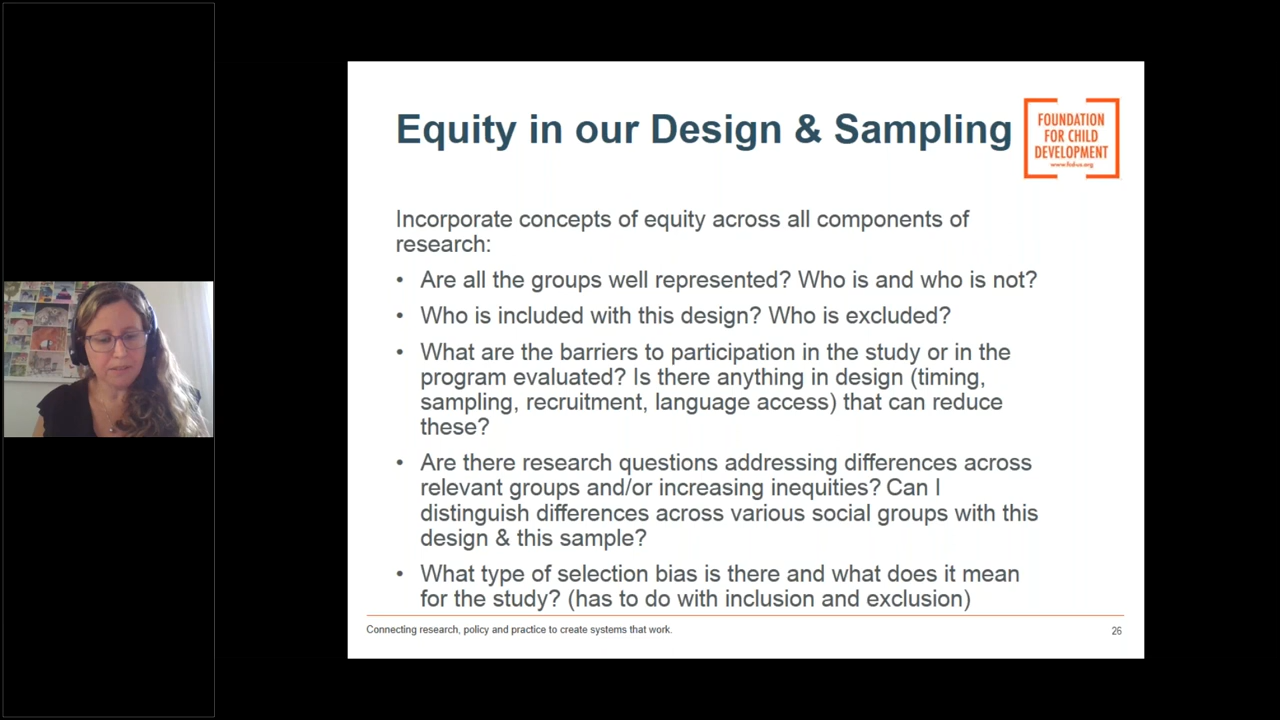 Equity in our Design & Sampling
FOUNDATION
FOR CHILD
DEVELOPMENT
Incorporate concepts of equity across all components of
research:
• Are all the groups well represented? Who is and who is not?
• Who is included with this design? Who is excluded?
• What are the barriers to participation in the study or in the
program evaluated? Is there anything in design (timing,
sampling, recruitment, language access) that can reduce
these?
• Are there research questions addressing differences across
relevant groups and/or increasing inequities? Can I
distinguish differences across various social groups with this
design & this sample?
• What type of selection bias is there and what does it mean
for the study? (has to do with inclusion and exclusion)
Connecting research, policy and practice to create systems that work.
26